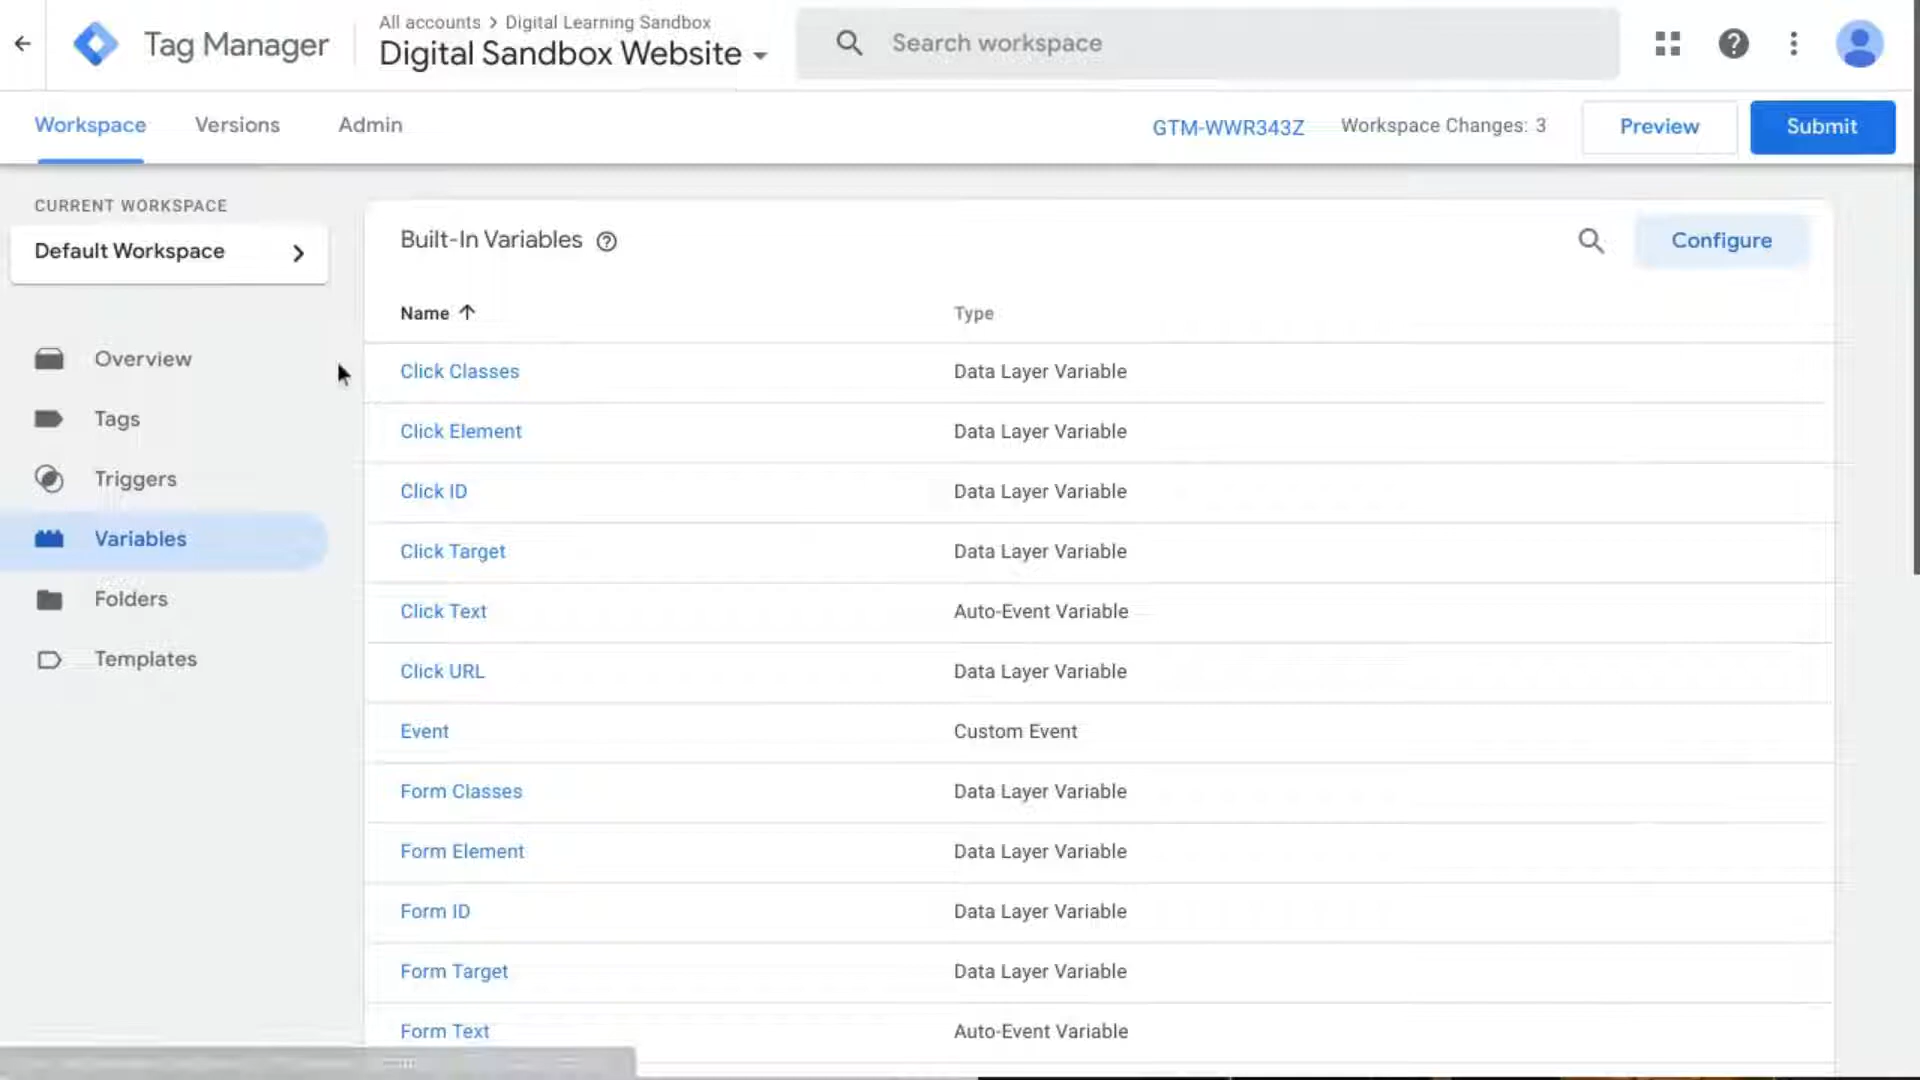 All accounts > Digital Learning Sandbox
Tag Manager
Digital Sandbox Website
Search workspace
Workspace
Versions
Admin
GTM-WWR343Z
Workspace Changes: 3
Preview
Submit
CURRENT WORKSPACE
Default Workspace
Overview
Tags
Triggers
Variables
Folders
Templates
Built-In Variables
Configure
Name
Type
Click Classes
Data Layer Variable
Click Element
Data Layer Variable
Click ID
Data Layer Variable
Click Target
Data Layer Variable
Click Text
Auto-Event Variable
Click URL
Data Layer Variable
Event
Custom Event
Form Classes
Data Layer Variable
Form Element
Data Layer Variable
Form ID
Data Layer Variable
Form Target
Data Layer Variable
Form Text
Auto-Event Variable